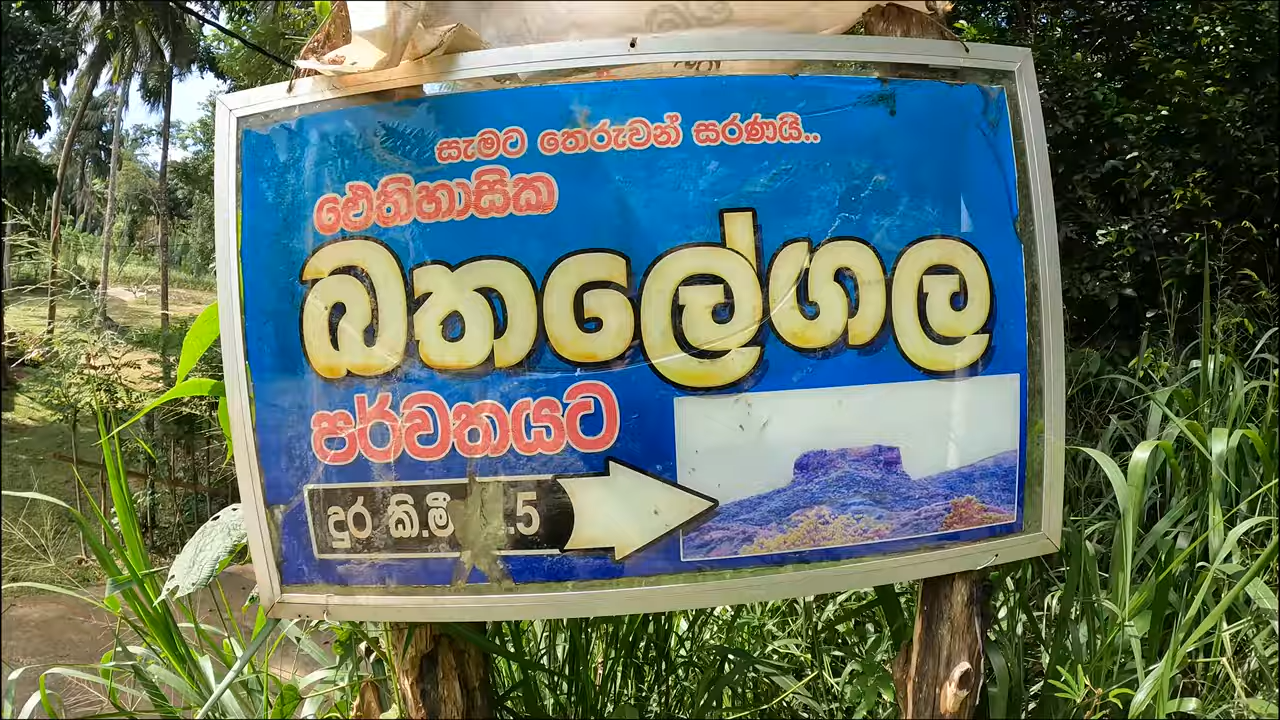 සැමට තෙරුවන් සරණයි..
ඓතිහාසික
බතලේගල
පර්වතයට
දුර කි.මී .5